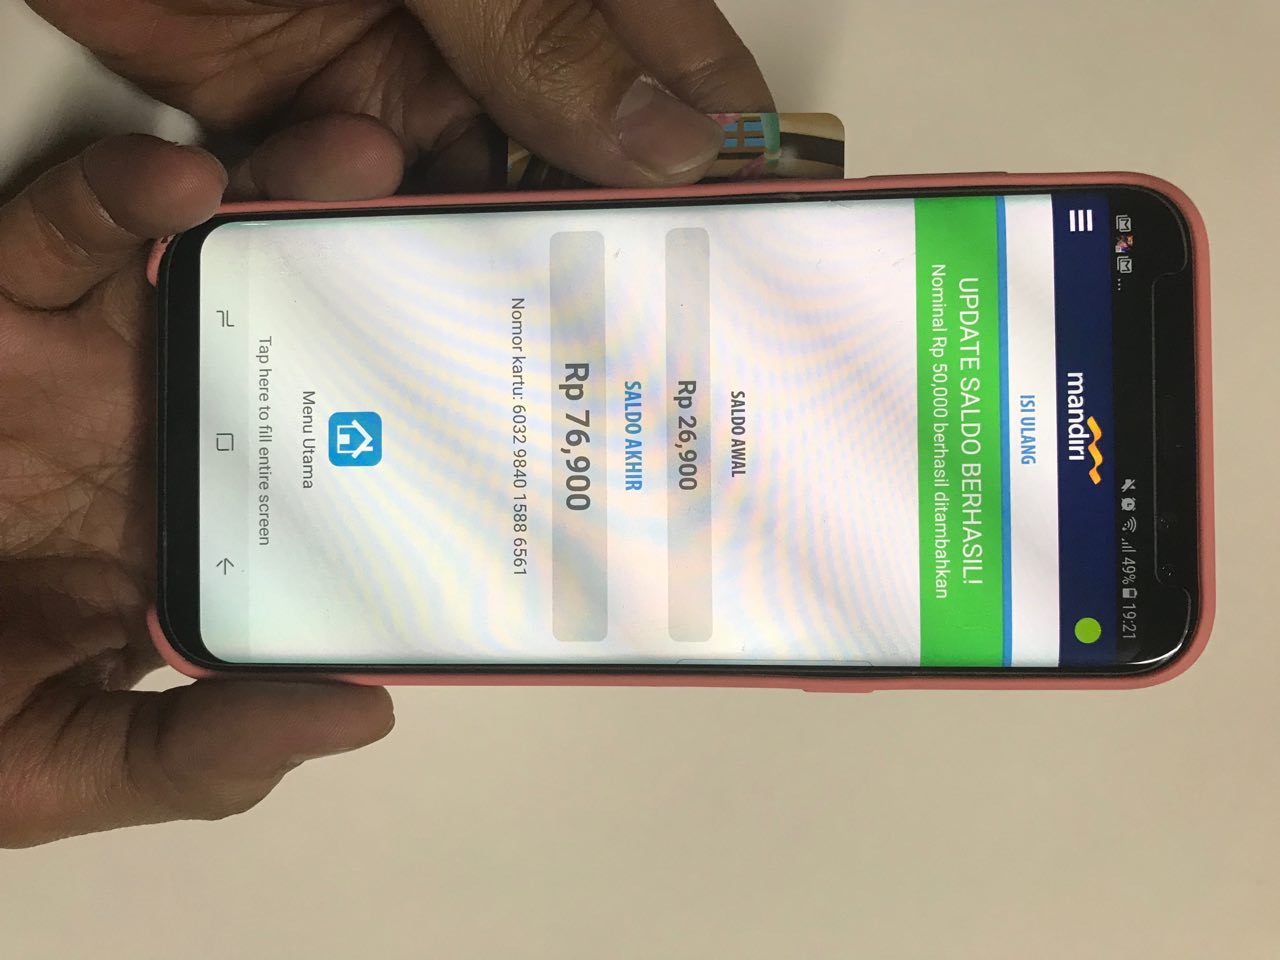 49% 19:21
mandiri
ISI ULANG
UPDATE SALDO BERHASIL!
Nominal Rp 50,000 berhasil ditambahkan
SALDO AWAL
Rp 26,900
SALDO AKHIR
Rp 76,900
Nomor kartu: 6032 9840 1588 6561
Menu Utama
Tap here to fill entire screen